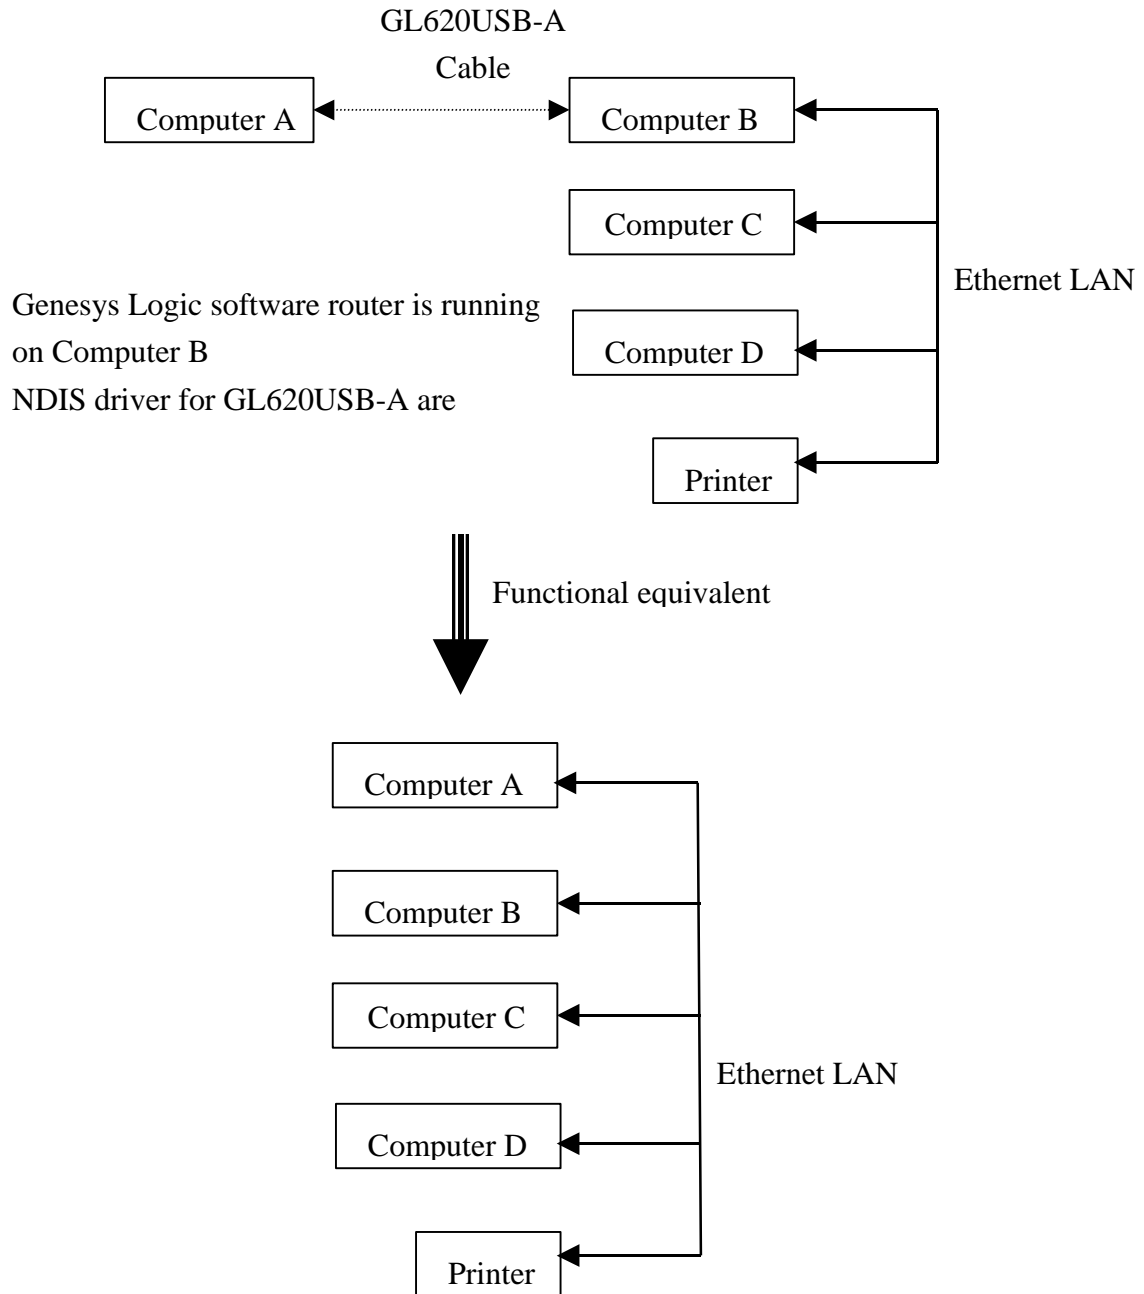 GL620USB-A
Cable
Computer A
Computer B
Computer C
Ethernet LAN
Genesys Logic software router is running
on Computer B
NDIS driver for GL620USB-A are
Computer D
Printer
Functional equivalent
Computer A
Computer B
Computer C
Ethernet LAN
Computer D
Printer